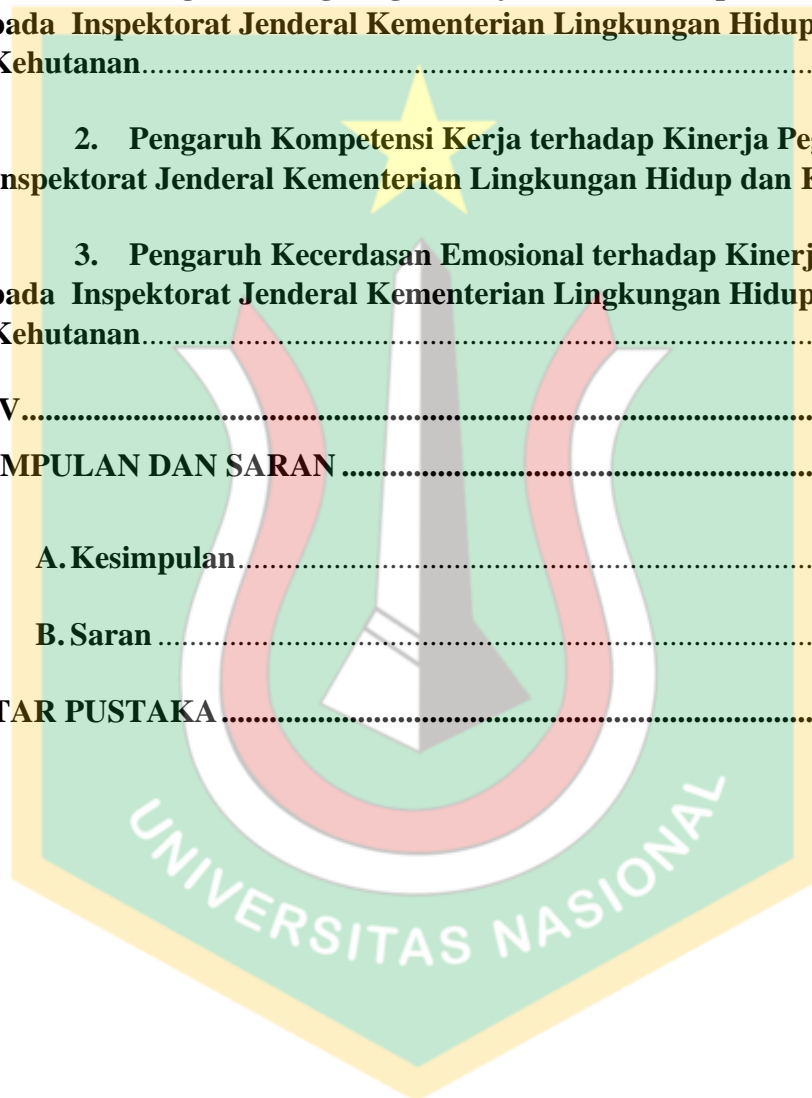 pada Inspektorat Jenderal Kementerian Lingkungan Hidup
Kehutanan
2. Pengaruh Kompetensi Kerja terhadap Kinerja Peg
nspektorat Jenderal Kementerian Lingkungan Hidup dan
3. Pengaruh Kecerdasan Emosional terhadap Kinerj
pada Inspektorat Jenderal Kementerian Lingkungan Hidup
Kehutanan
V
MPULAN DAN SARAN
A. Kesimpulan
B. Saran
TAR PUSTAKA
UNIVERSITAS NASIONAL